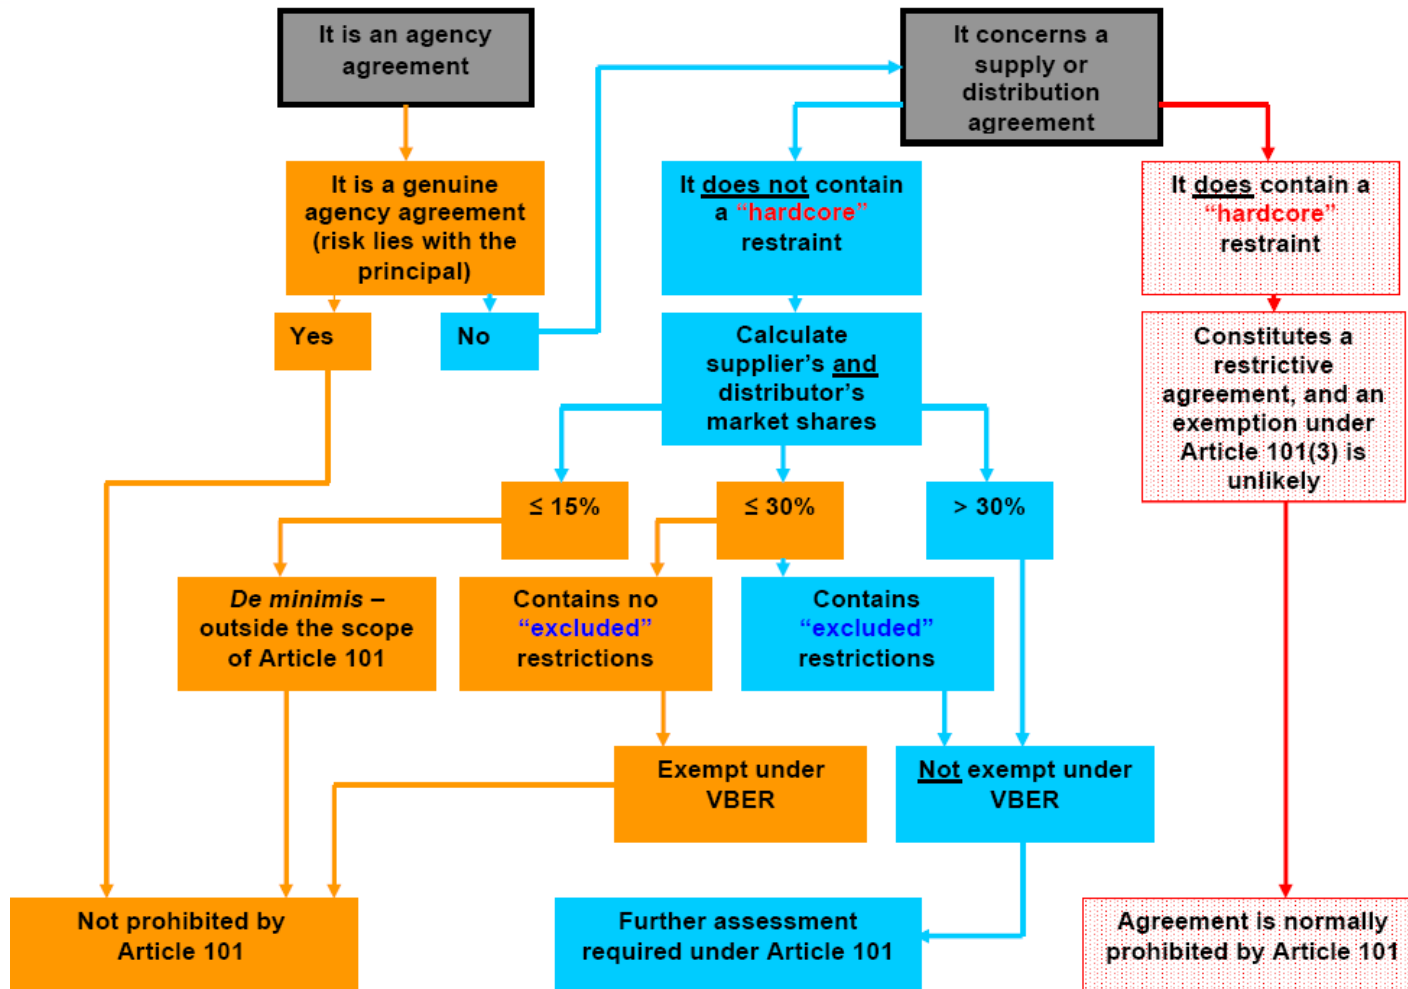 It is an agency
agreement
It concerns a
supply or
distribution
agreement
It is a genuine
agency agreement
(risk lies with the
principal)
It does not contain
a “hardcore”
restraint
It does contain a
“hardcore”
restraint
Yes
No
Calculate
supplier’s and
distributor’s
market shares
Constitutes a
restrictive
agreement, and an
exemption under
Article 101(3) is
unlikely
≤ 15%
≤ 30%
> 30%
De minimis –
outside the scope
of Article 101
Contains no
“excluded”
restrictions
Contains
“excluded”
restrictions
Exempt under
VBER
Not exempt under
VBER
Not prohibited by
Article 101
Further assessment
required under Article 101
Agreement is normally
prohibited by Article 101